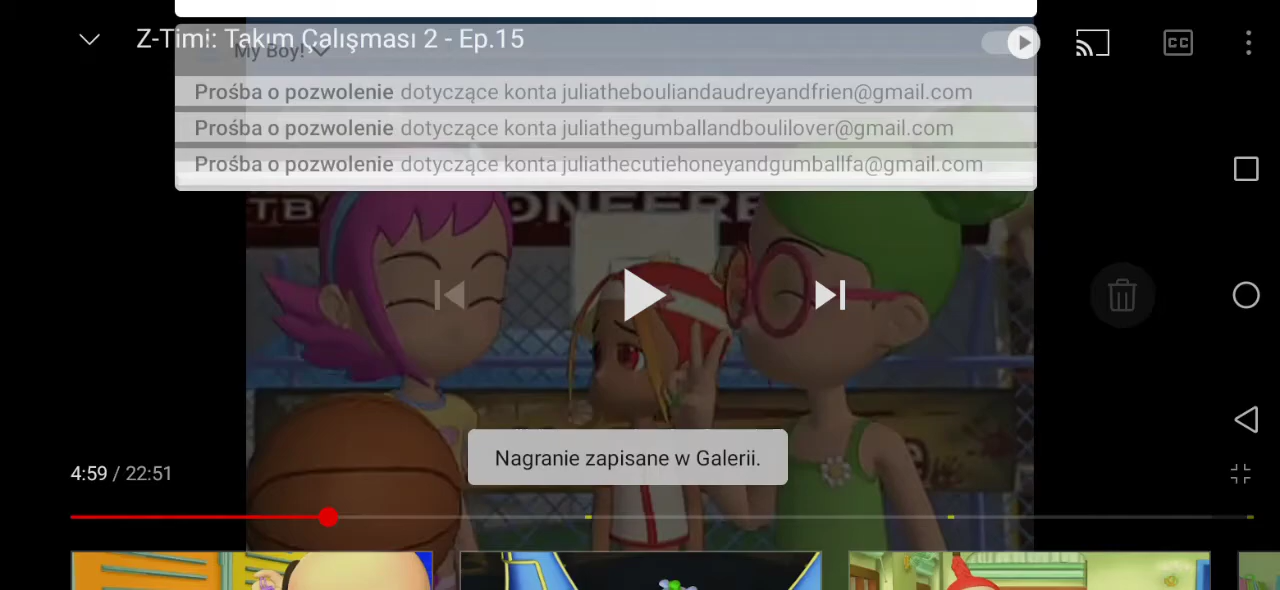 Z-Timi: Takım Çalışması 2 - Ep.15
My Boy!
CC
Prośba o pozwolenie dotyczące konta juliathebouliandaudreyandfrien@gmail.com
Prośba o pozwolenie dotyczące konta juliathegumballandboulilover@gmail.com
Prośba o pozwolenie dotyczące konta juliathecutiehoneyandgumballfa@gmail.com
Nagranie zapisane w Galerii.
4:59 / 22:51